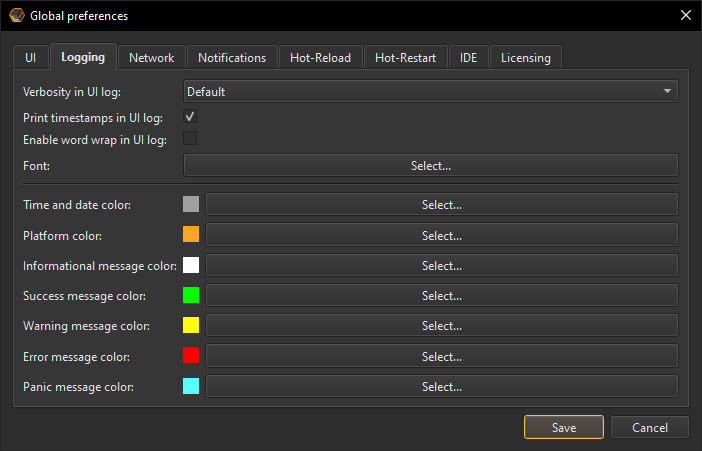 Global preferences
UI Logging Network Notifications Hot-Reload Hot-Restart IDE Licensing
Verbosity in UI log: Default
Print timestamps in UI log:
Enable word wrap in UI log:
Font: Select...
Time and date color: Select...
Platform color: Select...
Informational message color: Select...
Success message color: Select...
Warning message color: Select...
Error message color: Select...
Panic message color: Select...
Save Cancel